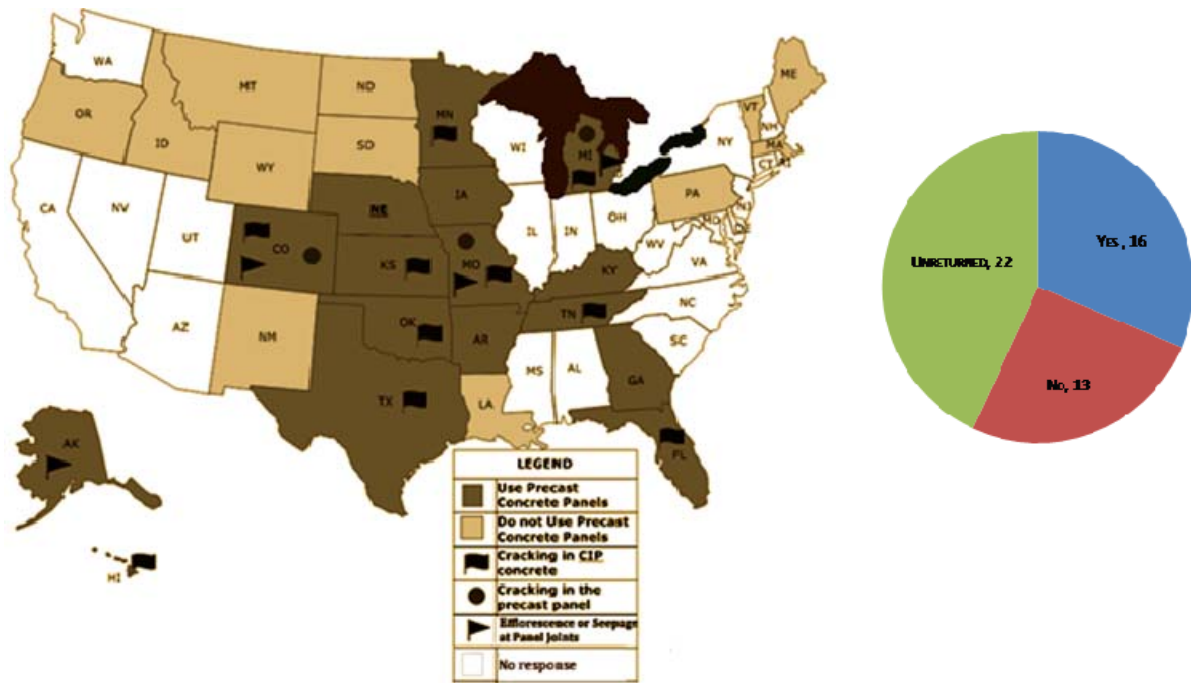 WA
MIT
ND
MN
ME
VT
NH
OR
ID
SD
WI
MI
NY
MA
CT
RI
WY
IA
PA
NE
NJ
CA
NV
UT
CO
IL
IN
OH
MD
DE
WV
VA
KS
MO
KY
NC
AZ
NM
OK
AR
TN
SC
MS
AL
GA
TX
LA
FL
AK
HI
LEGEND
Use Precast
Concrete Panels
Do not Use Precast
Concrete Panels
Cracking in CIP
concrete
Cracking in the
precast panel
Efflorescence or Seepage
at Panel Joints
No response
YES, 16
UNRETURNED, 22
NO, 13